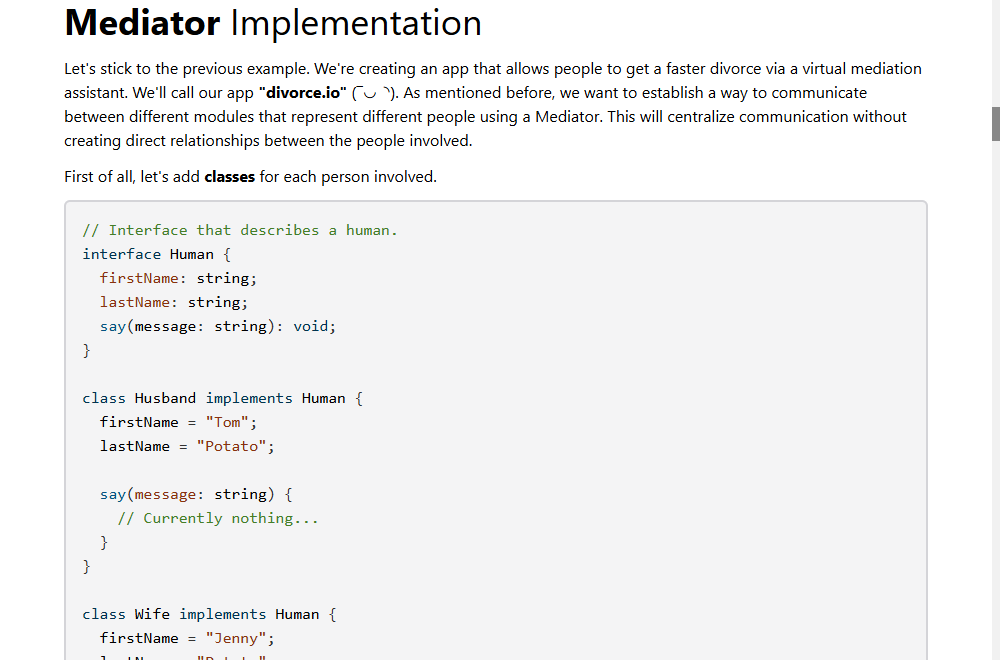 Mediator Implementation
Let's stick to the previous example. We're creating an app that allows people to get a faster divorce via a virtual mediation
assistant. We'll call our app "divorce.io" (¯◡ ¯). As mentioned before, we want to establish a way to communicate
between different modules that represent different people using a Mediator. This will centralize communication without
creating direct relationships between the people involved.
First of all, let's add classes for each person involved.
// Interface that describes a human.
interface Human {
  firstName: string;
  lastName: string;
  say(message: string): void;
}
class Husband implements Human {
  firstName = "Tom";
  lastName = "Potato";
  say(message: string) {
    // Currently nothing...
  }
}
class Wife implements Human {
  firstName = "Jenny";